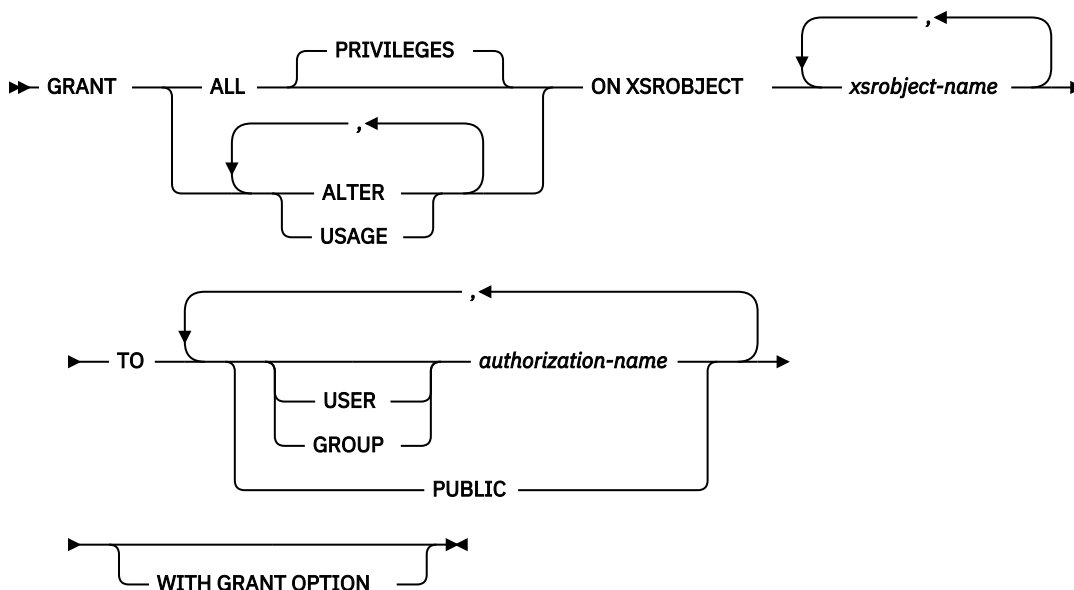 ,
PRIVILEGES
GRANT ALL ON XSROBJECT xsrobject-name
,
ALTER
USAGE
,
TO authorization-name
USER
GROUP
PUBLIC
WITH GRANT OPTION